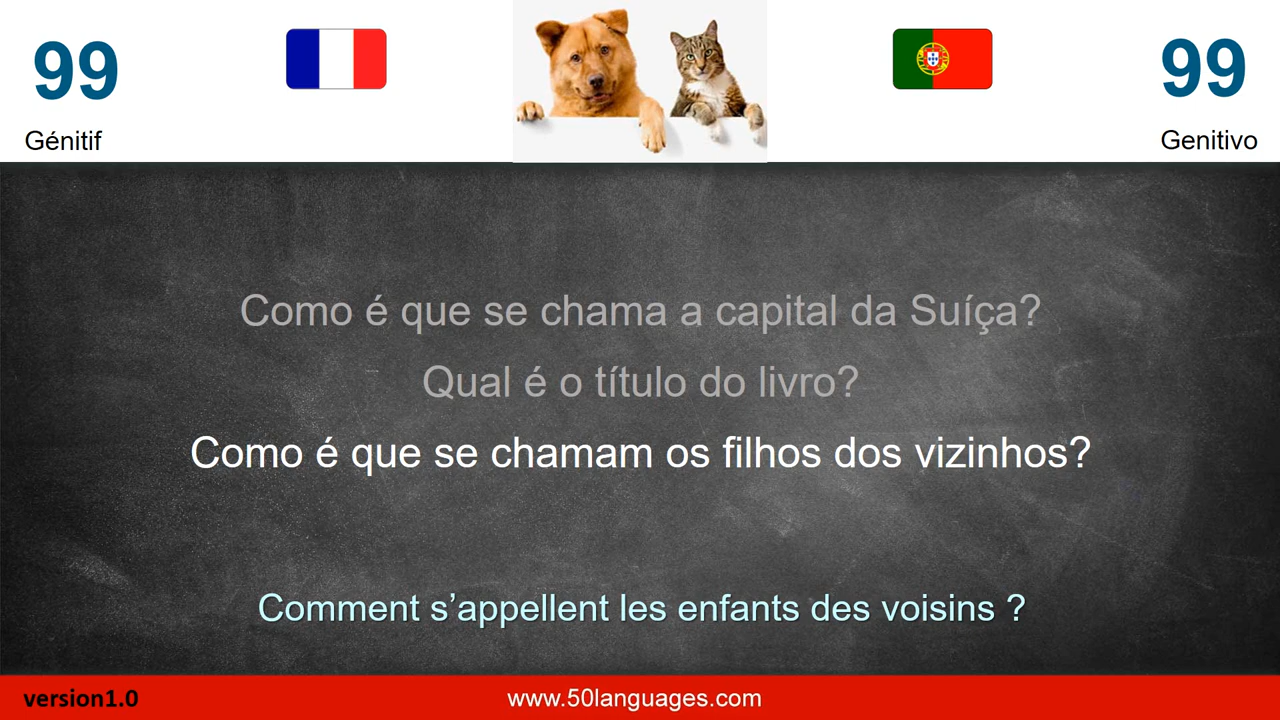 99
99
Génitif
Genitivo
Como é que se chama a capital da Suíça?
Qual é o título do livro?
Como é que se chamam os filhos dos vizinhos?
Comment s’appellent les enfants des voisins ?
version1.0
www.50languages.com